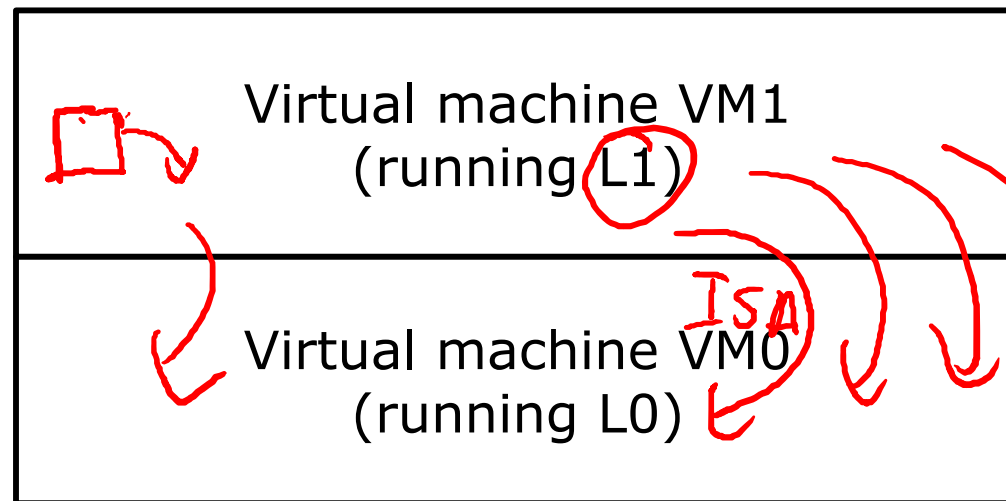 Virtual machine VM1
(running L1)
ISA
Virtual machine VM0
(running L0)